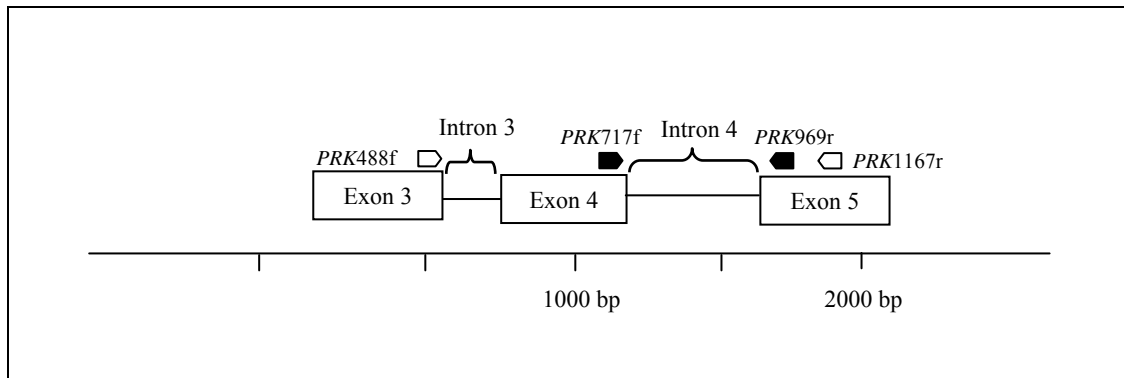 Intron 3
PRK717f
Intron 4
PRK969r
PRK488f
PRK1167r
Exon 3
Exon 4
Exon 5
1000 bp
2000 bp